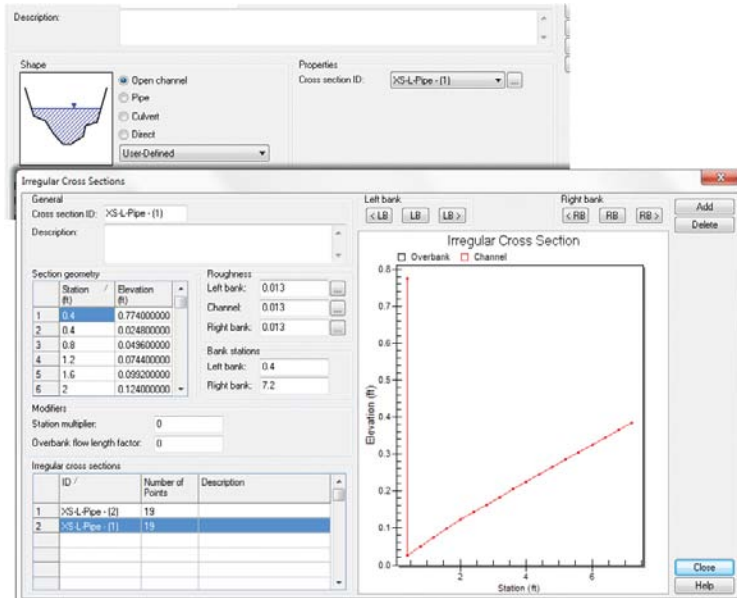 Description:
Shape
Open channel
Pipe
Culvert
Direct
User-Defined
Properties
Cross section ID: XS-L-Pipe - (1) ...
Irregular Cross Sections
General
Cross section ID: XS-L-Pipe - (1)
Description:
Section geometry
Station (ft) / Elevation (ft)
1 0.4 0.774000000
2 0.4 0.024800000
3 0.8 0.049600000
4 1.2 0.074400000
5 1.6 0.099200000
6 2 0.124000000
Roughness
Left bank: 0.013 ...
Channel: 0.013 ...
Right bank: 0.013 ...
Bank stations
Left bank: 0.4
Right bank: 7.2
Modifiers
Station multiplier: 0
Overbank flow length factor: 0
Irregular cross sections
ID / Number of Points Description
1 XS-L-Pipe - (2) 19
2 XS-L-Pipe - (1) 19
Left bank
< LB LB LB >
Right bank
< RB RB RB >
Irregular Cross Section
Overbank Channel
Elevation (ft)
0.8
0.7
0.6
0.5
0.4
0.3
0.2
0.1
0.0
2 4 6
Station (ft)
Add
Delete
Close
Help